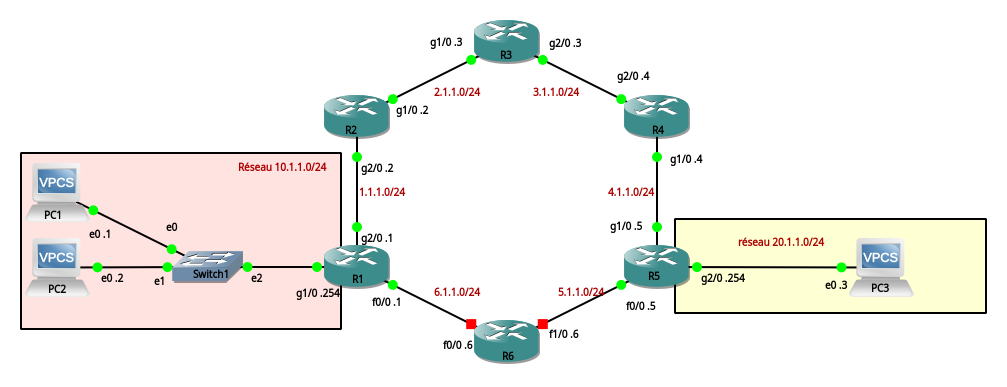 R3
g1/0 .3
g2/0 .3
2.1.1.0/24
3.1.1.0/24
g2/0 .4
g1/0 .2
R2
R4
g2/0 .2
g1/0 .4
1.1.1.0/24
4.1.1.0/24
g2/0 .1
g1/0 .5
Réseau 10.1.1.0/24
VPCS
PC1
e0 .1
e0
VPCS
PC2
e0 .2
e1
Switch1
e2
g1/0 .254
R1
f0/0 .1
6.1.1.0/24
5.1.1.0/24
f0/0 .6
R6
f1/0 .6
f0/0 .5
R5
g2/0 .254
réseau 20.1.1.0/24
e0 .3
VPCS
PC3